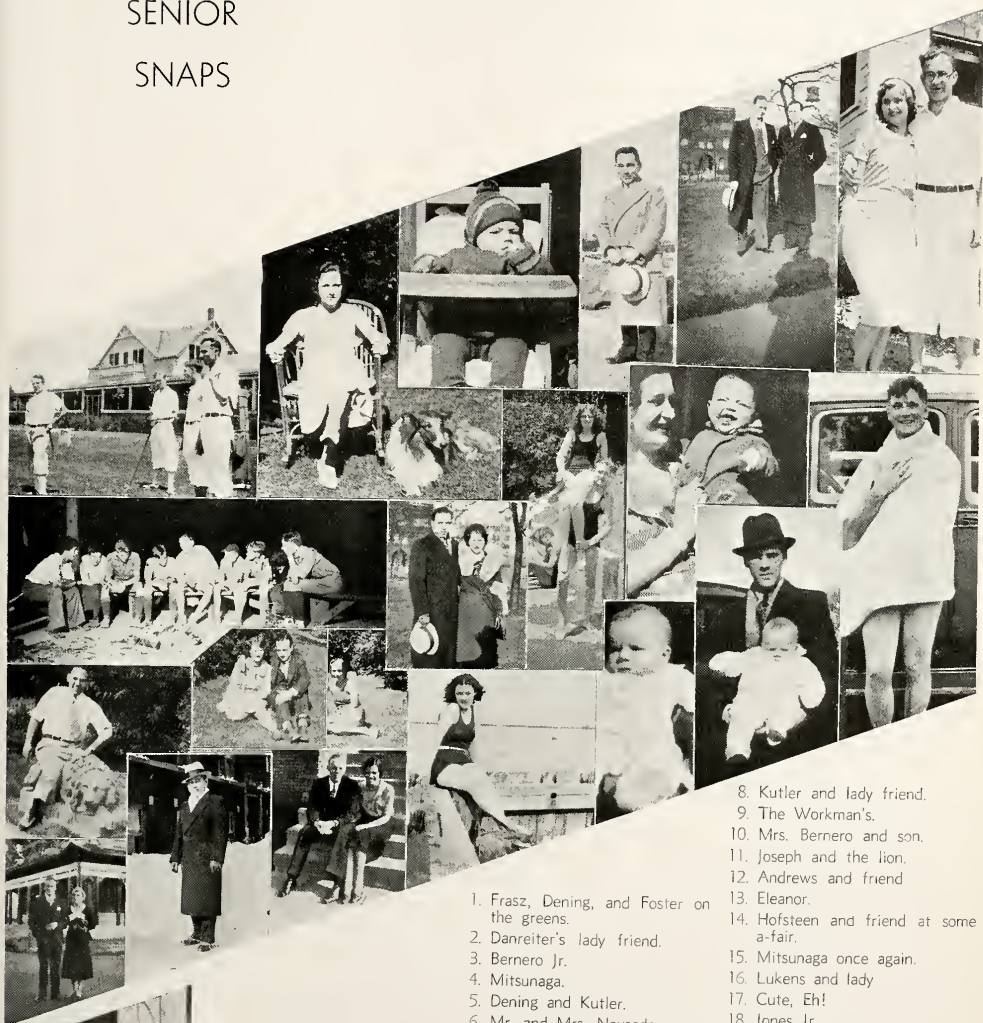 SENIOR
SNAPS
1. Frasz, Dening, and Foster on
the greens.
2. Danreiter's lady friend.
3. Bernero Jr.
4. Mitsunaga.
5. Dening and Kutler.
6. Mr. and Mrs.
8. Kutler and lady friend.
9. The Workman's.
10. Mrs. Bernero and son.
11. Joseph and the lion.
12. Andrews and friend
13. Eleanor.
14. Hofsteen and friend at some
a-fair.
15. Mitsunaga once again.
16. Lukens and lady
17. Cute, Eh!
18. Jones Jr.